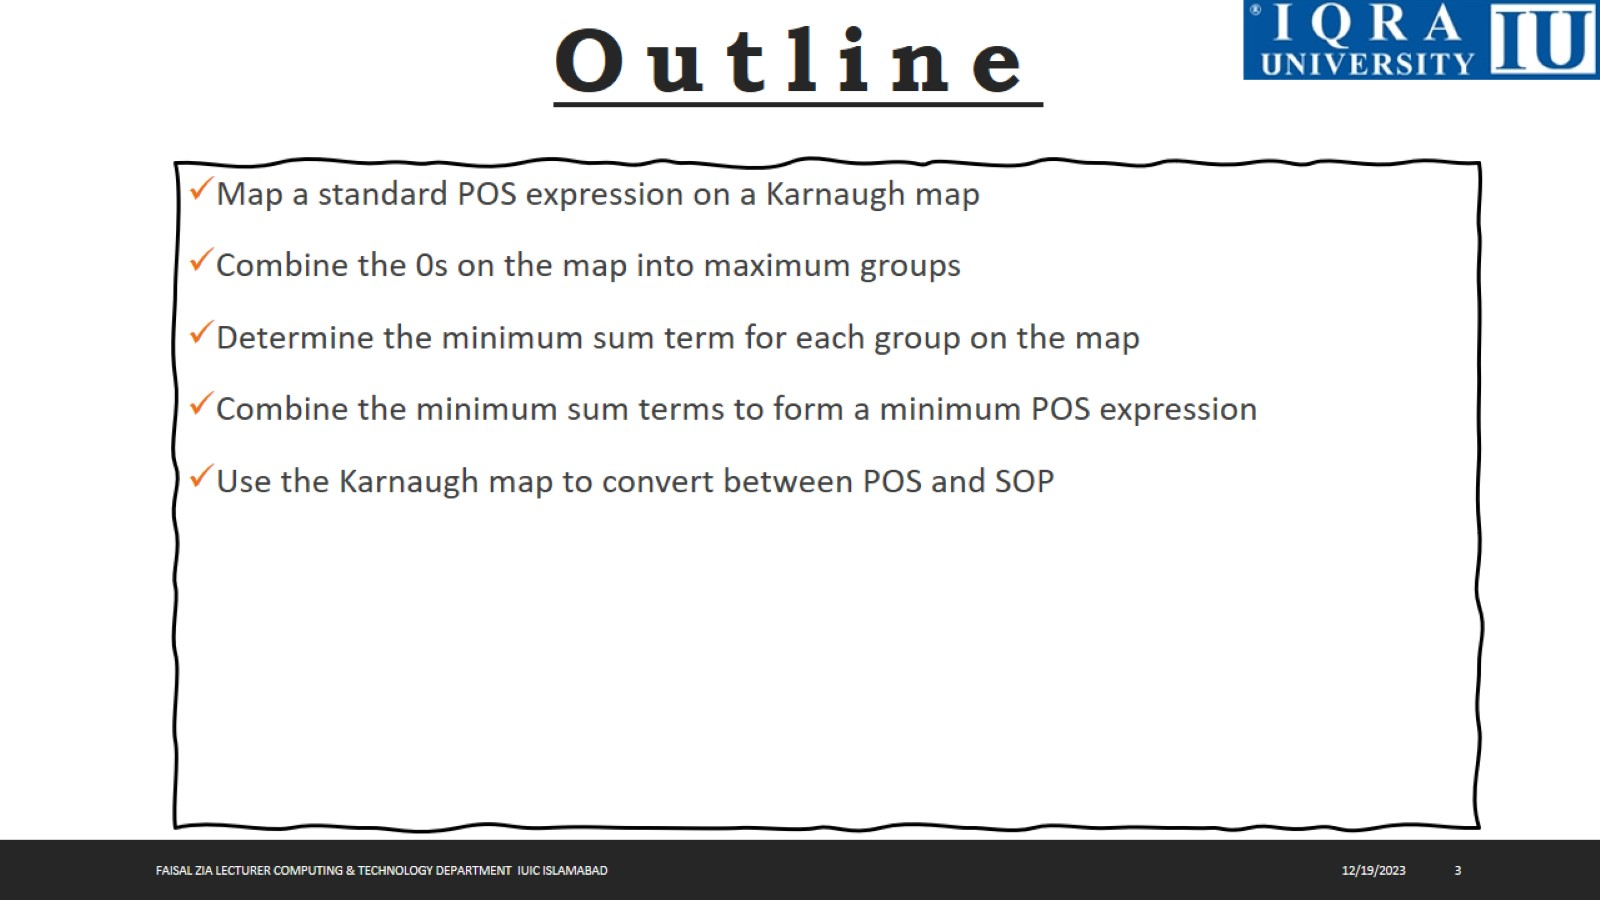 Outline
® IQRA
UNIVERSITY
IU
✓Map a standard POS expression on a Karnaugh map
✓Combine the 0s on the map into maximum groups
✓Determine the minimum sum term for each group on the map
✓Combine the minimum sum terms to form a minimum POS expression
✓Use the Karnaugh map to convert between POS and SOP
FAISAL ZIA LECTURER COMPUTING & TECHNOLOGY DEPARTMENT IUIC ISLAMABAD
12/19/2023
3